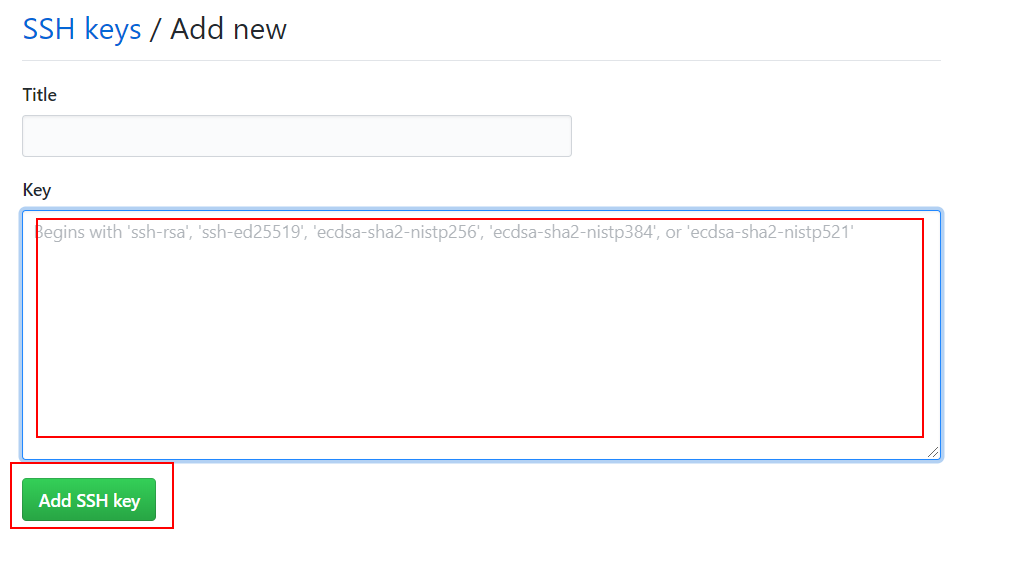 SSH keys / Add new
Title
Key
Begins with 'ssh-rsa', 'ssh-ed25519', 'ecdsa-sha2-nistp256', 'ecdsa-sha2-nistp384', or 'ecdsa-sha2-nistp521'
Add SSH key